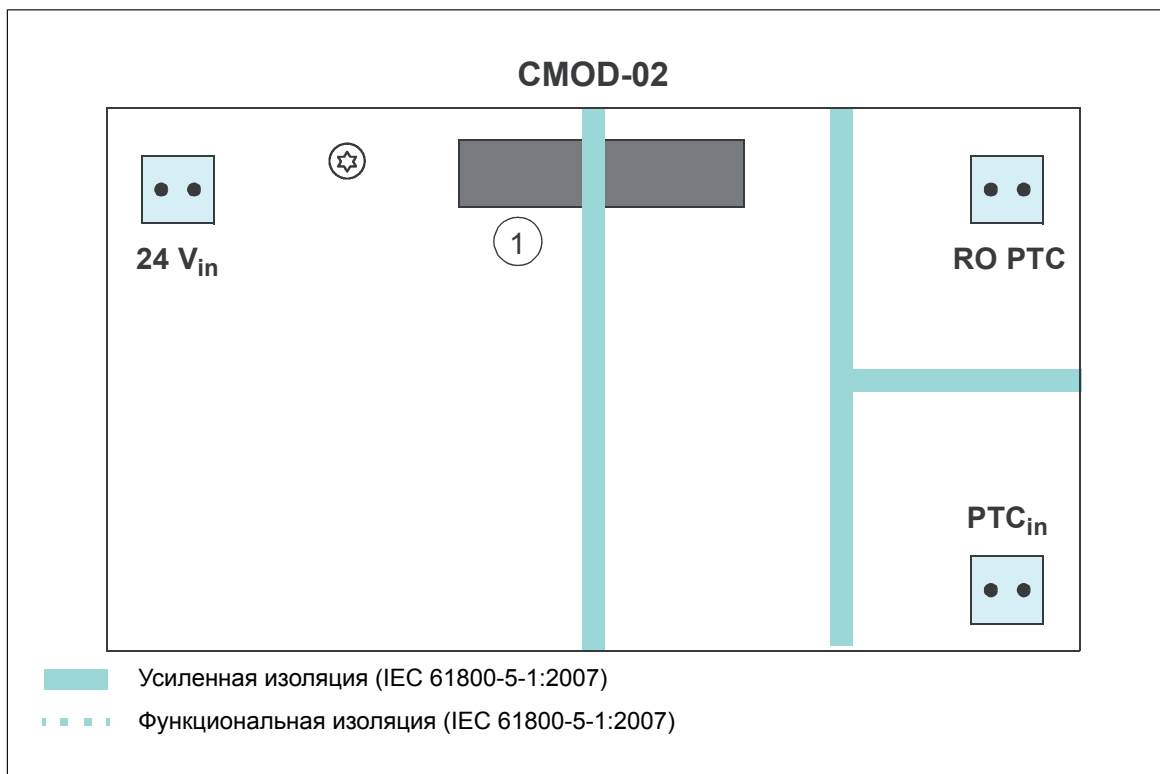 CMOD-02
24 Vin
1
RO PTC
PTCin
Усиленная изоляция (IEC 61800-5-1:2007)
Функциональная изоляция (IEC 61800-5-1:2007)